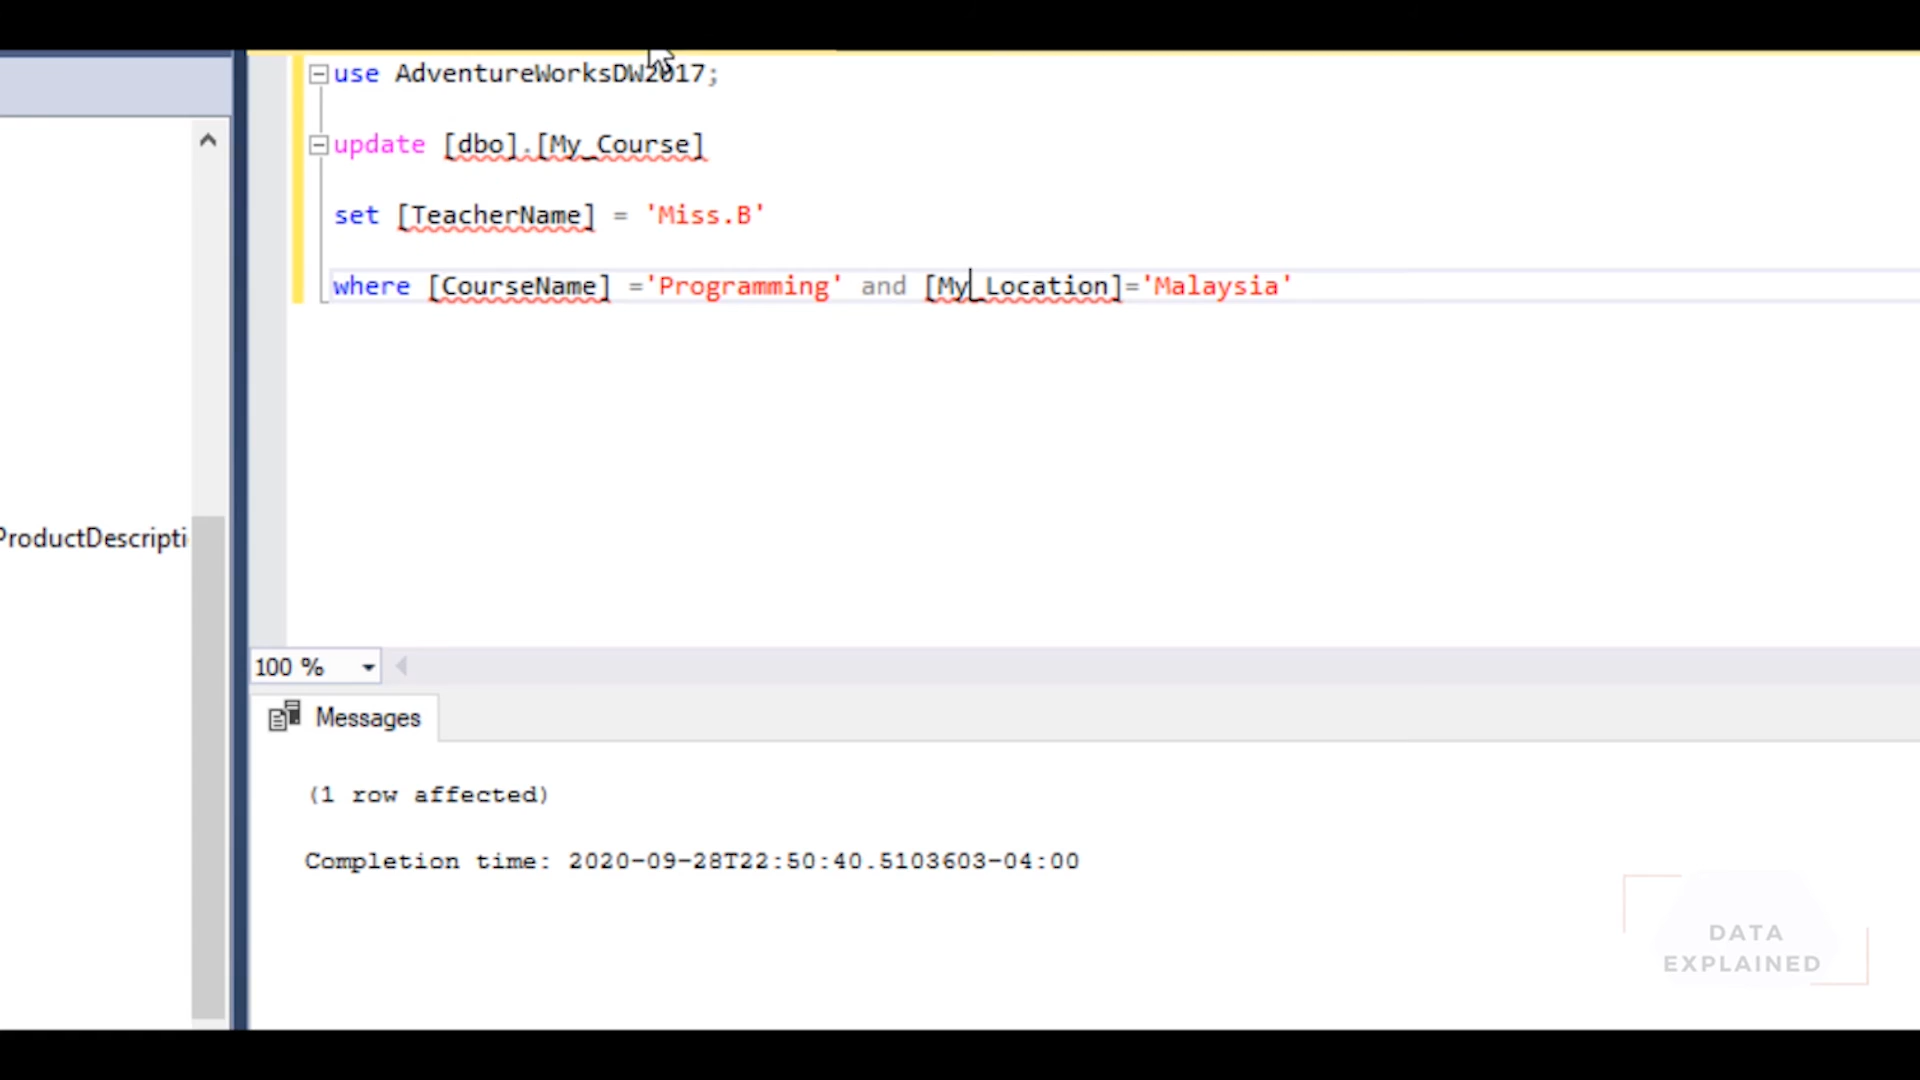 use AdventureWorksDW2017;
update [dbo].[My_Course]
set [TeacherName] = 'Miss.B'
where [CourseName] ='Programming' and [My_Location]='Malaysia'
ProductDescripti
100 %
Messages
(1 row affected)
Completion time: 2020-09-28T22:50:40.5103603-04:00
DATA
EXPLAINED